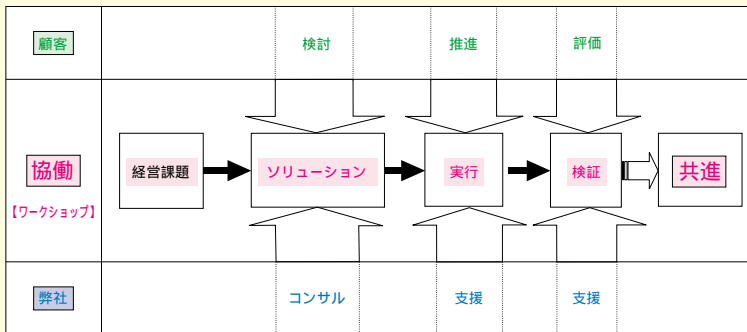 顧客
検討
推進
評価
協働
【ワークショップ】
経営課題
ソリューション
実行
検証
共進
弊社
コンサル
支援
支援